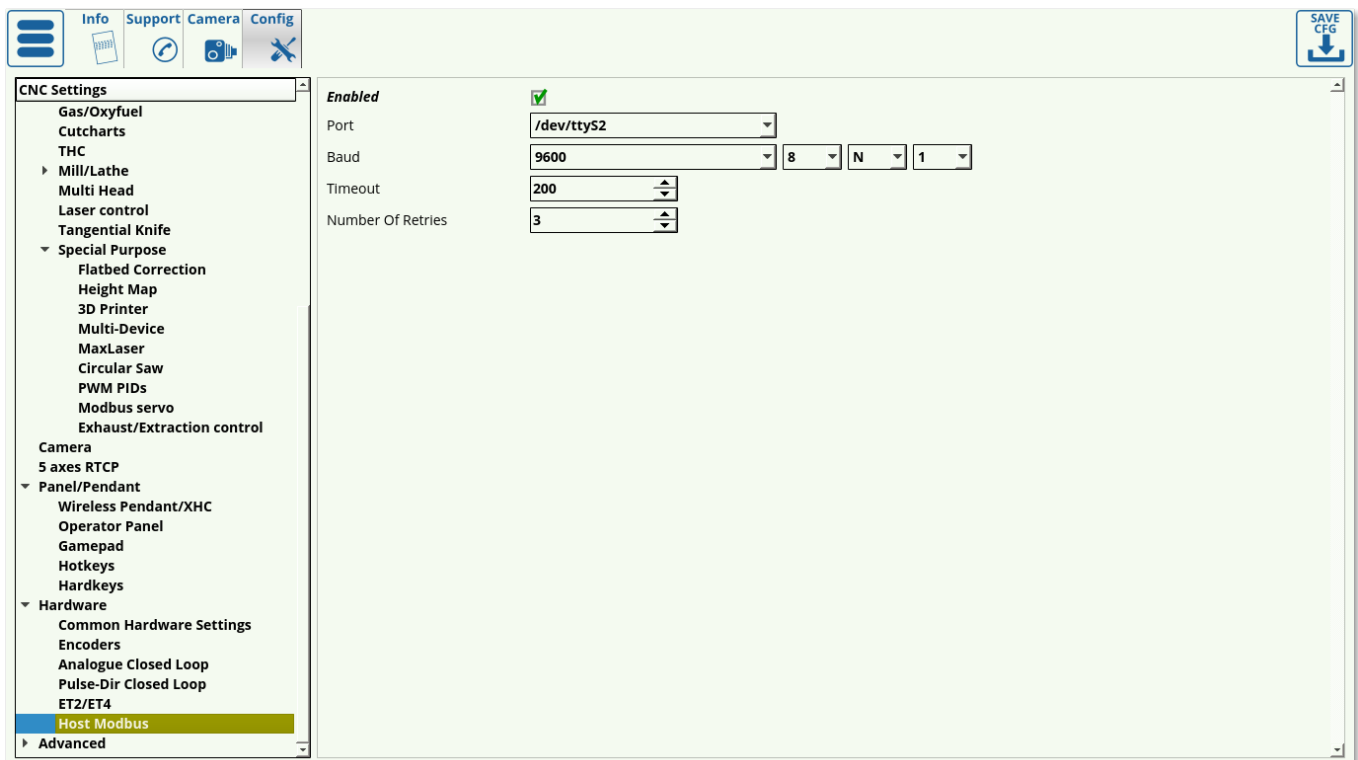 Info
Support
Camera
Config
SAVE
CFG
CNC Settings
Gas/Oxyfuel
Cutcharts
THC
Mill/Lathe
Multi Head
Laser control
Tangential Knife
Special Purpose
Flatbed Correction
Height Map
3D Printer
Multi-Device
MaxLaser
Circular Saw
PWM PIDs
Modbus servo
Exhaust/Extraction control
Camera
5 axes RTCP
Panel/Pendant
Wireless Pendant/XHC
Operator Panel
Gamepad
Hotkeys
Hardkeys
Hardware
Common Hardware Settings
Encoders
Analogue Closed Loop
Pulse-Dir Closed Loop
ET2/ET4
Host Modbus
Advanced
Enabled
Port /dev/ttyS2
Baud 9600 8 N 1
Timeout 200
Number Of Retries 3